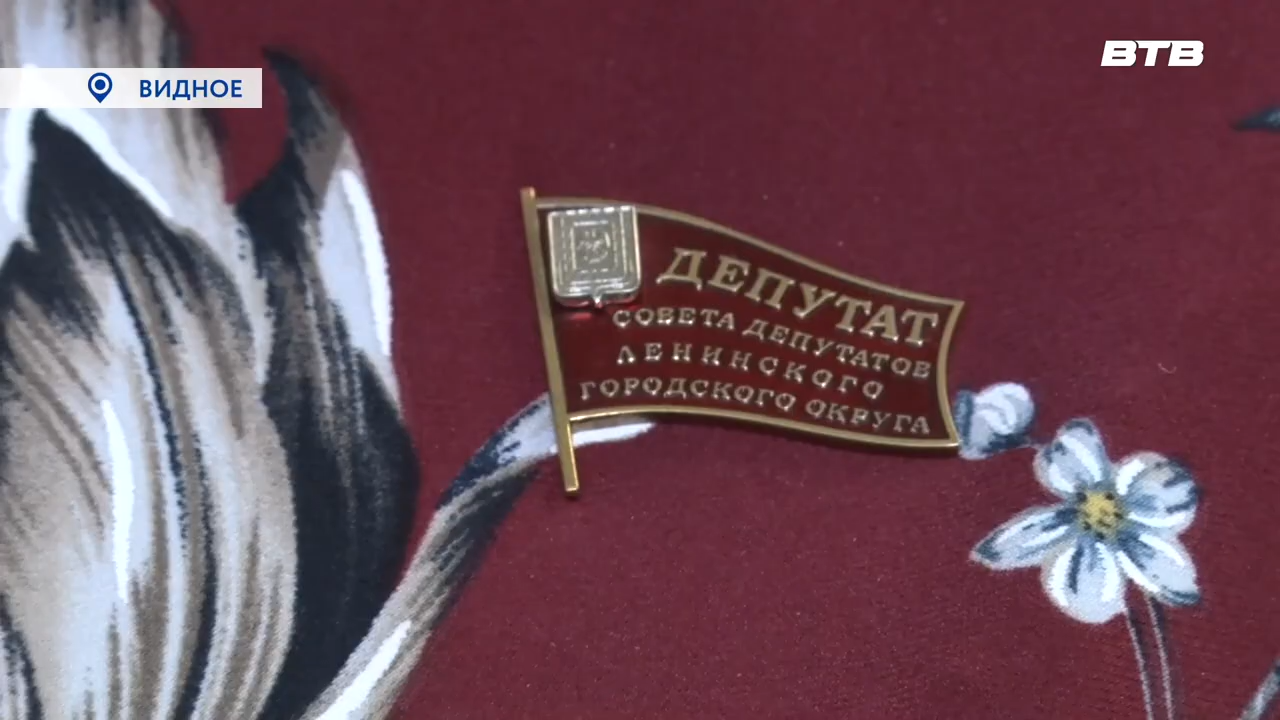 ВИДНОЕ
ВТВ
ДЕПУТАТ
СОВЕТА ДЕПУТАТОВ
ЛЕНИНСКОГО
ГОРОДСКОГО ОКРУГА